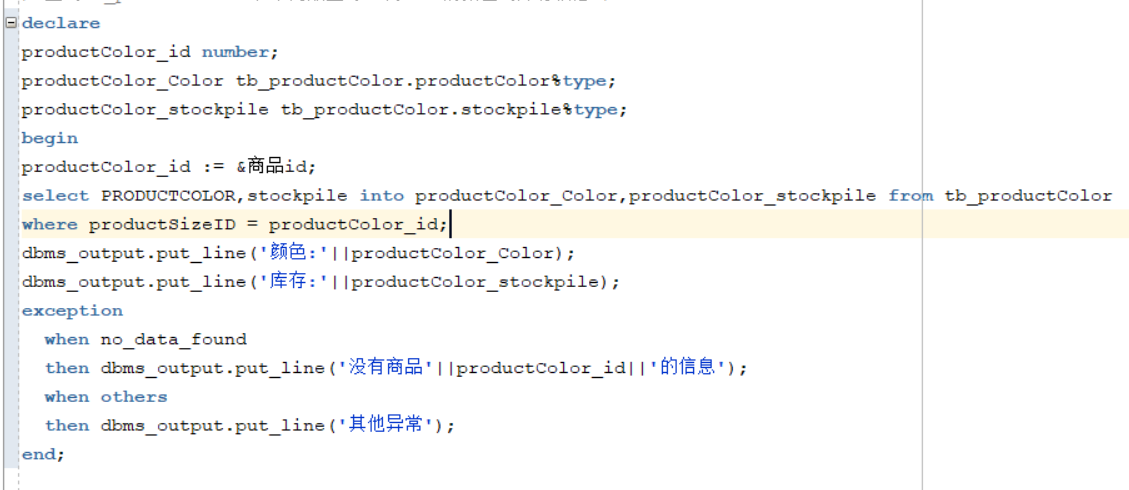 declare
productColor_id number;
productColor_Color tb_productColor.productColor%type;
productColor_stockpile tb_productColor.stockpile%type;
begin
productColor_id := &商品id;
select PRODUCTCOLOR,stockpile into productColor_Color,productColor_stockpile from tb_productColor
where productSizeID = productColor_id;
dbms_output.put_line('颜色:'||productColor_Color);
dbms_output.put_line('库存:'||productColor_stockpile);
exception
  when no_data_found
  then dbms_output.put_line('没有商品'||productColor_id||'的信息');
  when others
  then dbms_output.put_line('其他异常');
end;